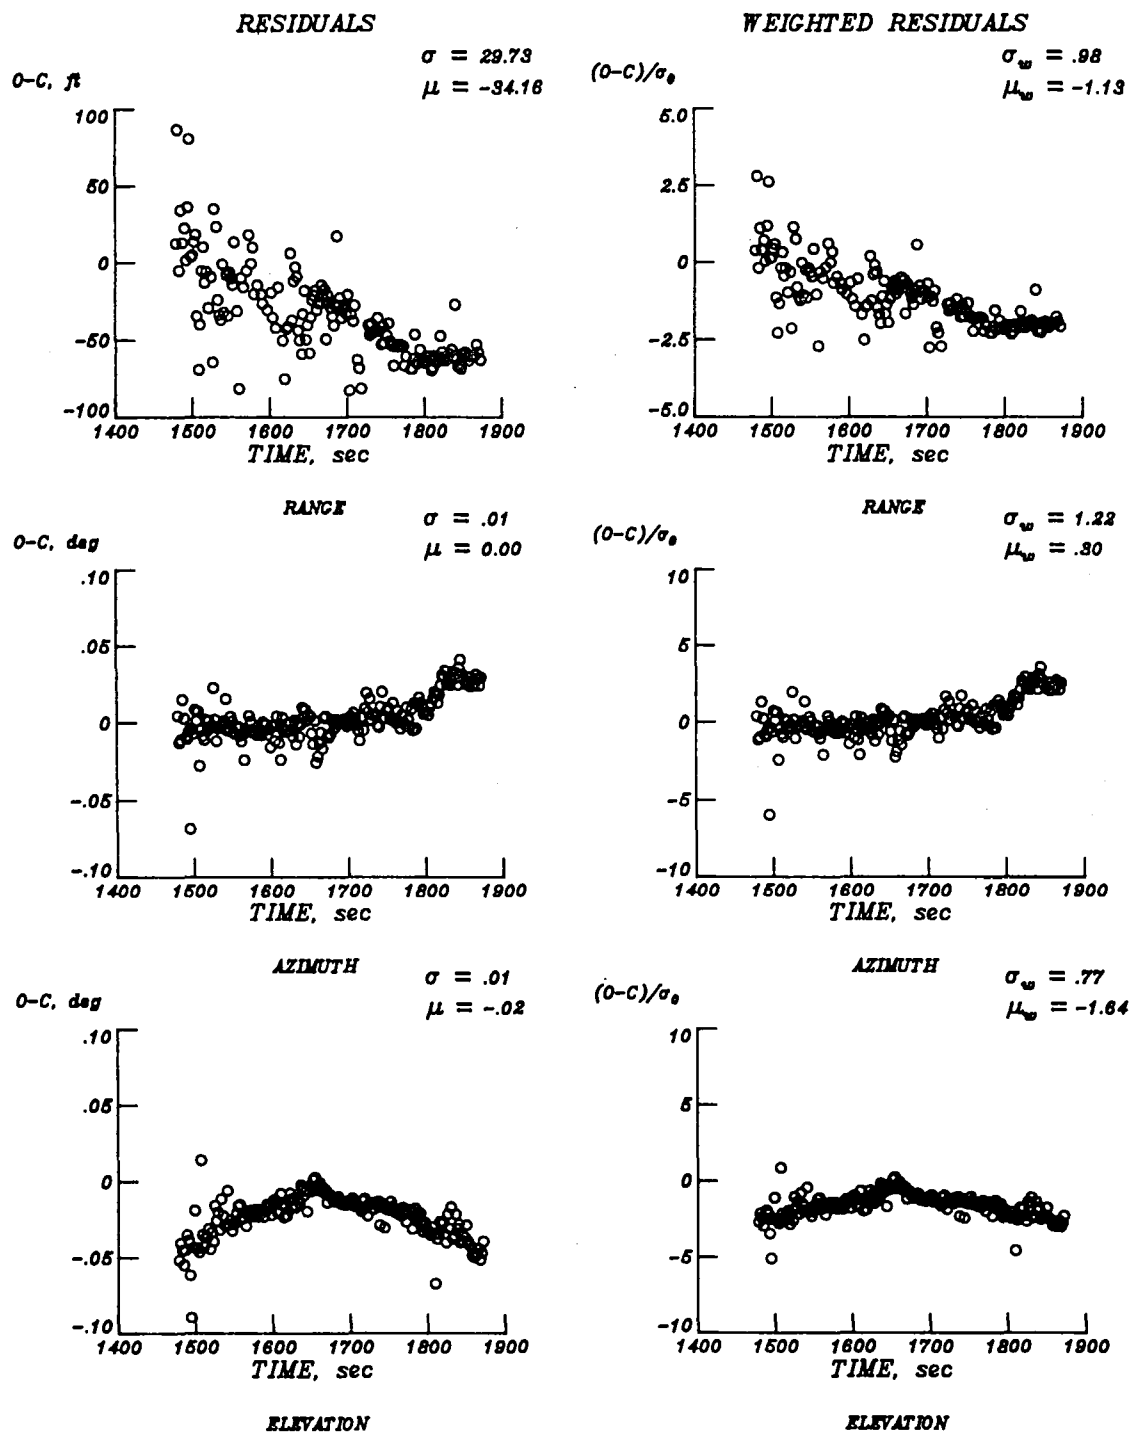 RESIDUALS
WEIGHTED RESIDUALS
σ = 29.73
μ = -34.16
σw = .98
μw = -1.13
O-C, ft
(O-C)/σ₀
100
50
0
-50
-100
1400 1500 1600 1700 1800 1900
TIME, sec
RANGE
5.0
2.5
0
-2.5
-5.0
1400 1500 1600 1700 1800 1900
TIME, sec
RANGE
σ = .01
μ = 0.00
O-C, deg
.10
.05
0
-.05
-.10
1400 1500 1600 1700 1800 1900
TIME, sec
AZIMUTH
σw = 1.22
μw = .30
(O-C)/σ₀
10
5
0
-5
-10
1400 1500 1600 1700 1800 1900
TIME, sec
AZIMUTH
σ = .01
μ = -.02
O-C, deg
.10
.05
0
-.05
-.10
1400 1500 1600 1700 1800 1900
TIME, sec
ELEVATION
σw = .77
μw = -1.64
(O-C)/σ₀
10
5
0
-5
-10
1400 1500 1600 1700 1800 1900
TIME, sec
ELEVATION